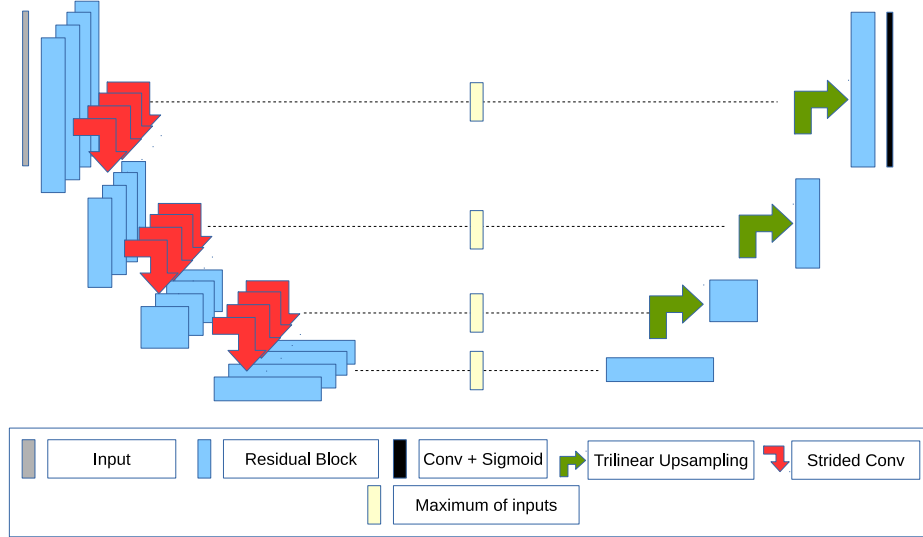 Input
Residual Block
Conv + Sigmoid
Trilinear Upsampling
Strided Conv
Maximum of inputs